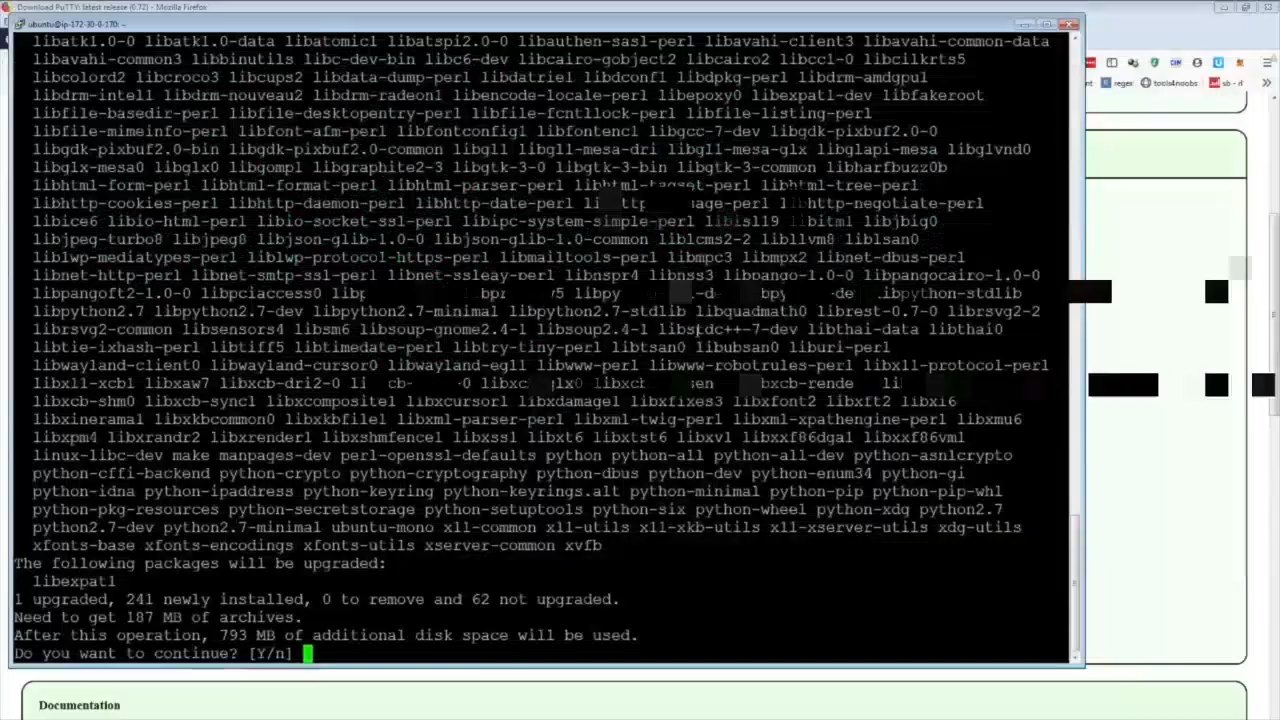 Download PuTTY: latest release (0.72) - Mozilla Firefox
ubuntu@ip-172-30-0-170: ~
libatk1.0-0 libatk1.0-data libatomic1 libatspi2.0-0 libauthen-sasl-perl libavahi-client3 libavahi-common-data
libavahi-common3 libbinutils libc-dev-bin libc6-dev libcairo-gobject2 libcairo2 libcc1-0 libcilkrts5
libcolord2 libcroco3 libcups2 libdata-dump-perl libdatrie1 libdconf1 libdpkg-perl libdrm-amdgpu1
libdrm-intel1 libdrm-nouveau2 libdrm-radeon1 libencode-locale-perl libepoxy0 libexpat1-dev libfakeroot
libfile-basedir-perl libfile-desktopentry-perl libfile-fcntllock-perl libfile-listing-perl
libfile-mimeinfo-perl libfont-afm-perl libfontconfig1 libfontenc1 libgcc-7-dev libgdk-pixbuf2.0-0
libgdk-pixbuf2.0-bin libgdk-pixbuf2.0-common libgl1 libgl1-mesa-dri libgl1-mesa-glx libglapi-mesa libglvnd0
libglx-mesa0 libglx0 libgomp1 libgraphite2-3 libgtk-3-0 libgtk-3-bin libgtk-3-common libharfbuzz0b
libhtml-form-perl libhtml-format-perl libhtml-parser-perl libhtml-tagset-perl libhtml-tree-perl
libhttp-cookies-perl libhttp-daemon-perl libhttp-date-perl libhttp-negotiate-perl
libice6 libio-html-perl libio-socket-ssl-perl libipc-system-simple-perl libisl19 libitm1 libjbig0
libjpeg-turbo8 libjpeg8 libjson-glib-1.0-0 libjson-glib-1.0-common liblcms2-2 libllvm8 liblsan0
liblwp-mediatypes-perl liblwp-protocol-https-perl libmailtools-perl libmpc3 libmpx2 libnet-dbus-perl
libnet-http-perl libnet-smtp-ssl-perl libnet-ssleay-perl libnspr4 libnss3 libpango-1.0-0 libpangocairo-1.0-0
libpangoft2-1.0-0 libpciaccess0 libpython-stdlib
libpython2.7 libpython2.7-dev libpython2.7-minimal libpython2.7-stdlib libquadmath0 librest-0.7-0 librsvg2-2
librsvg2-common libsensors4 libsm6 libsoup-gnome2.4-1 libsoup2.4-1 libstdc++-7-dev libthai-data libthai0
libtie-ixhash-perl libtiff5 libtimedate-perl libtry-tiny-perl libtsan0 libubsan0 liburi-perl
libwayland-client0 libwayland-cursor0 libwayland-egl1 libwww-perl libwww-robotrules-perl libx11-protocol-perl
libx11-xcb1 libxaw7 libxcb-dri2-0
libxcb-shm0 libxcb-sync1 libxcomposite1 libxcursor1 libxdamage1 libxfixes3 libxfont2 libxft2 libxi6
libxinerama1 libxkbcommon0 libxkbfile1 libxml-parser-perl libxml-twig-perl libxml-xpathengine-perl libxmu6
libxpm4 libxrandr2 libxrender1 libxshmfence1 libxss1 libxt6 libxtst6 libxv1 libxxf86dga1 libxxf86vm1
linux-libc-dev make manpages-dev perl-openssl-defaults python python-all python-all-dev python-asn1crypto
python-cffi-backend python-crypto python-cryptography python-dbus python-dev python-enum34 python-gi
python-idna python-ipaddress python-keyring python-keyrings.alt python-minimal python-pip python-pip-whl
python-pkg-resources python-secretstorage python-setuptools python-six python-wheel python-xdg python2.7
python2.7-dev python2.7-minimal ubuntu-mono x11-common x11-utils x11-xkb-utils x11-xserver-utils xdg-utils
xfonts-base xfonts-encodings xfonts-utils xserver-common xvfb
The following packages will be upgraded:
libexpat1
1 upgraded, 241 newly installed, 0 to remove and 62 not upgraded.
Need to get 187 MB of archives.
After this operation, 793 MB of additional disk space will be used.
Do you want to continue? [Y/n]
regex tools4noobs
Documentation